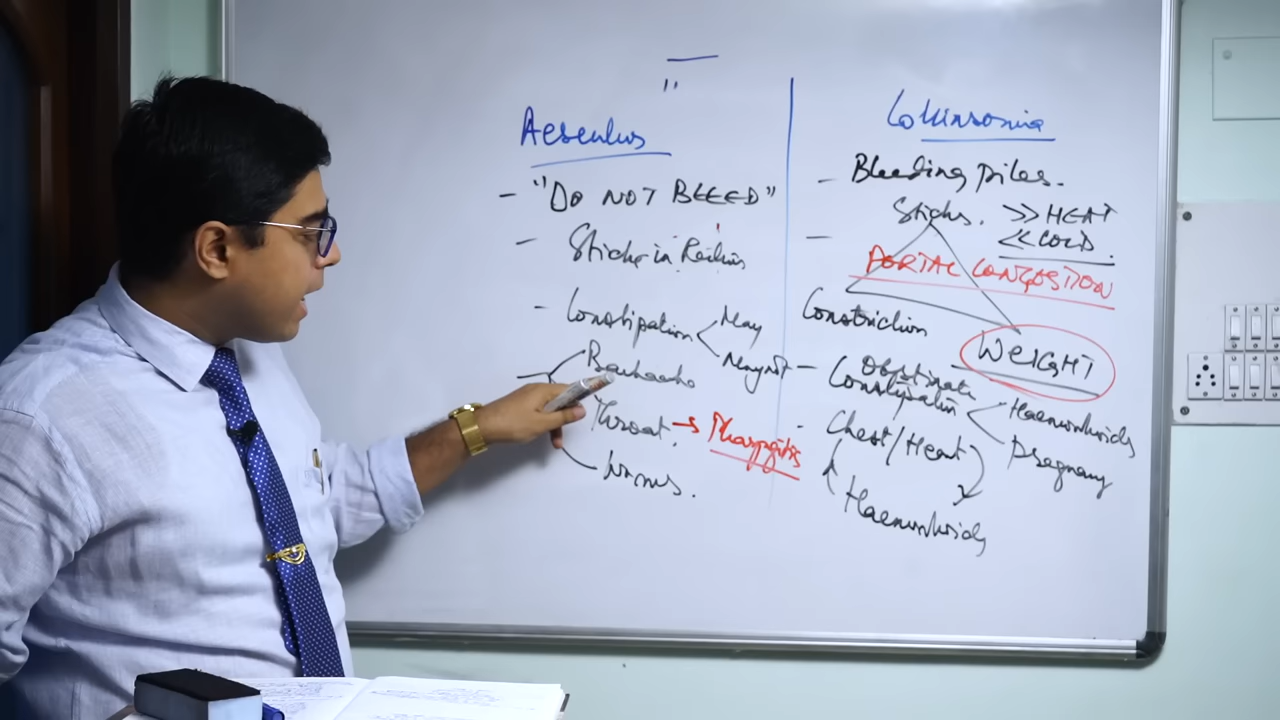 "
Aesculus
- "DO NOT BLEED"
- Sticks in Rectum
- Constipation < May
May not
Backache
Throat → Pharyngitis
Worms.
Collinsonia
- Bleeding piles.
- Sticks. >> HEAT
<< COLD
PORTAL CONGESTION
Constriction
WEIGHT
- Obstinate
Constipation < Haemorrhoids
Pregnancy
- Chest/Heart
Haemorrhoids